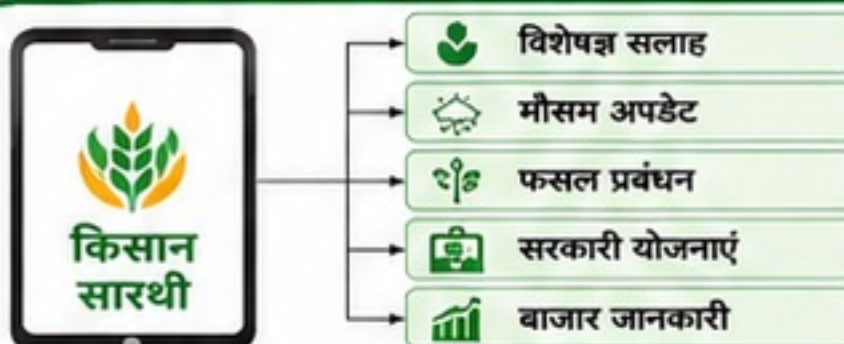 किसान
सारथी
विशेषज्ञ सलाह
मौसम अपडेट
फसल प्रबंधन
सरकारी योजनाएं
बाजार जानकारी